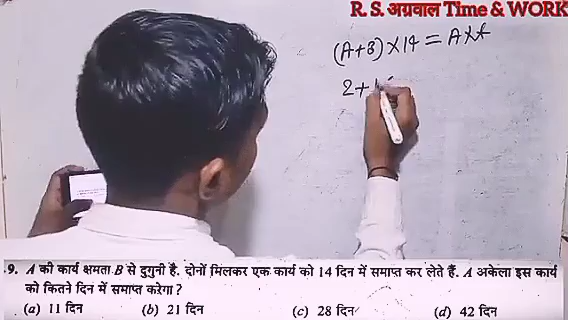 R. S. अग्रवाल Time & WORK
(A+B)×14 = A×x
2+1
9. A की कार्य क्षमता B से दुगुनी है. दोनों मिलकर एक कार्य को 14 दिन में समाप्त कर लेते हैं. A अकेला इस कार्य
को कितने दिन में समाप्त करेगा ?
(a) 11 दिन (b) 21 दिन (c) 28 दिन (d) 42 दिन